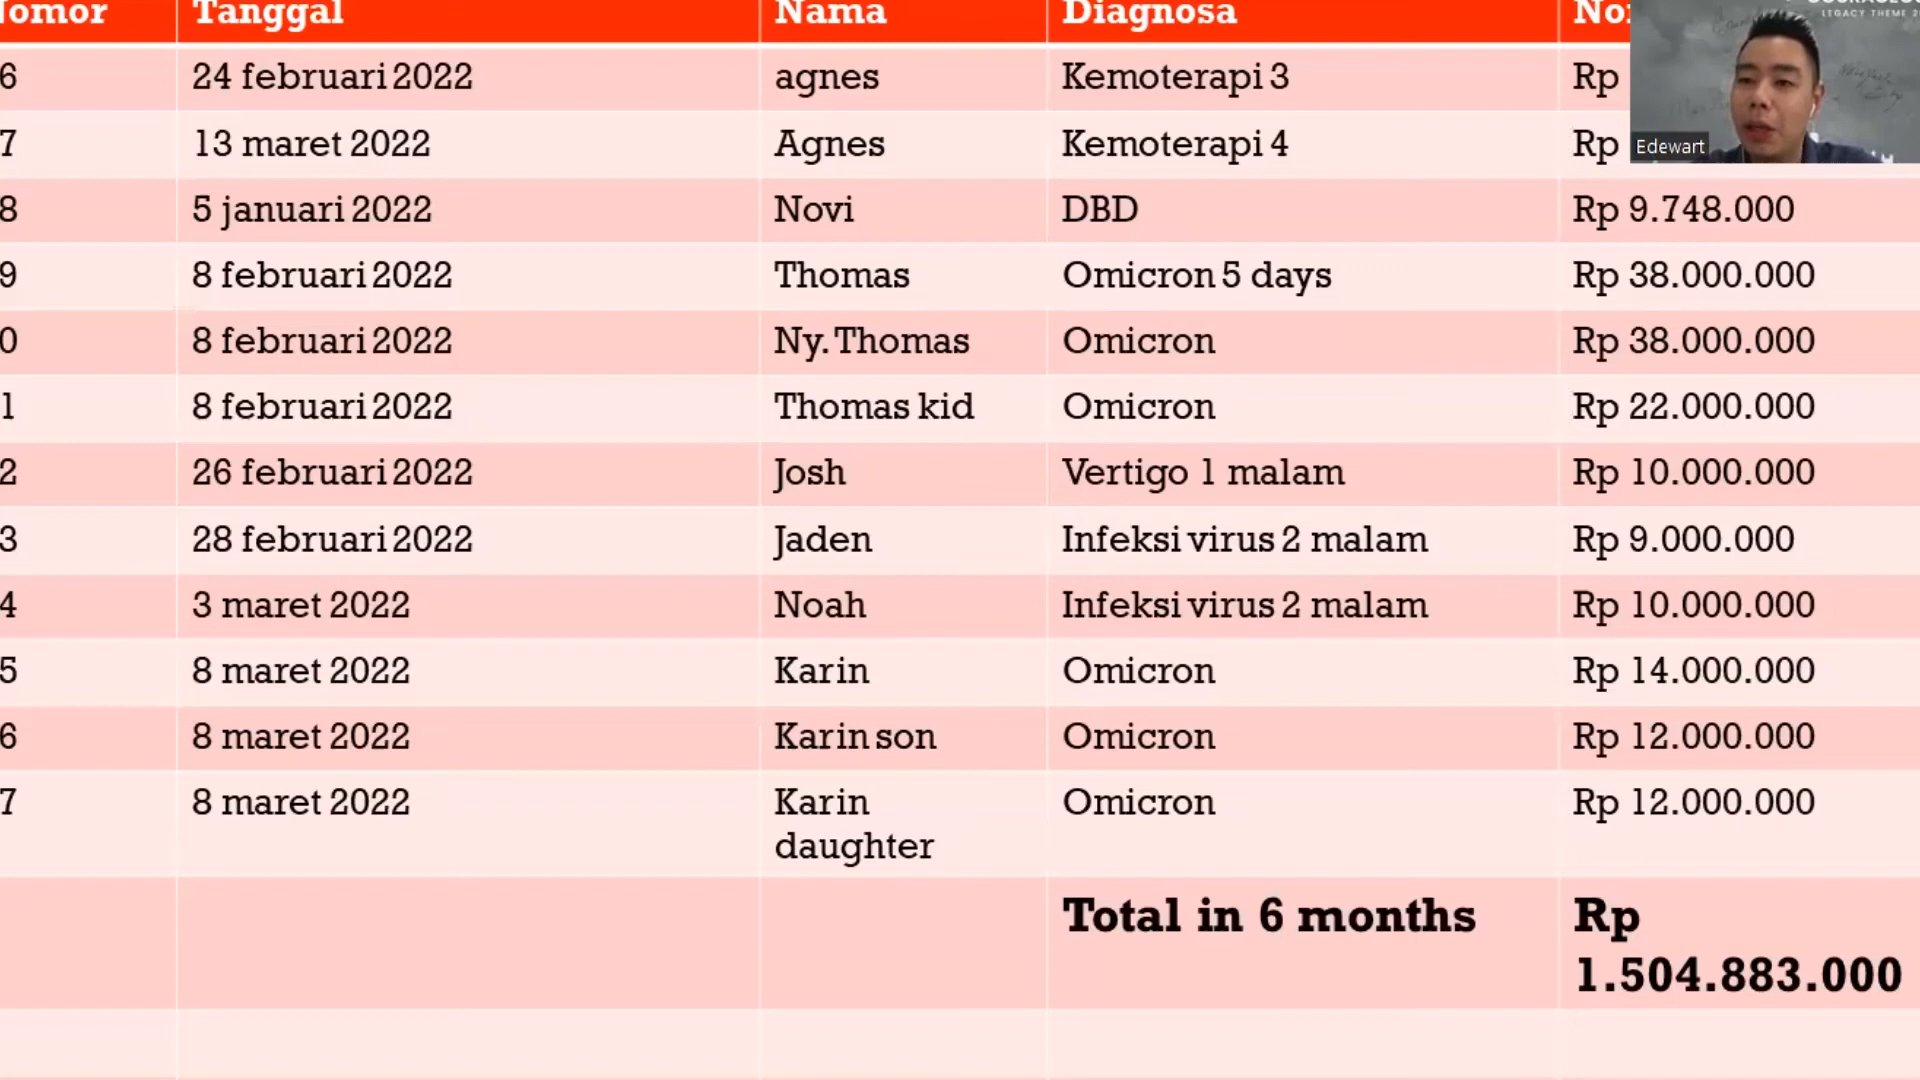 Tanggal Nama Diagnosa
6 24 februari 2022 agnes Kemoterapi 3 Rp
7 13 maret 2022 Agnes Kemoterapi 4 Rp
8 5 januari 2022 Novi DBD Rp 9.748.000
9 8 februari 2022 Thomas Omicron 5 days Rp 38.000.000
0 8 februari 2022 Ny. Thomas Omicron Rp 38.000.000
1 8 februari 2022 Thomas kid Omicron Rp 22.000.000
2 26 februari 2022 Josh Vertigo 1 malam Rp 10.000.000
3 28 februari 2022 Jaden Infeksi virus 2 malam Rp 9.000.000
4 3 maret 2022 Noah Infeksi virus 2 malam Rp 10.000.000
5 8 maret 2022 Karin Omicron Rp 14.000.000
6 8 maret 2022 Karin son Omicron Rp 12.000.000
7 8 maret 2022 Karin Omicron Rp 12.000.000
daughter
Total in 6 months Rp
1.504.883.000
LEGACY THEME
Edewart